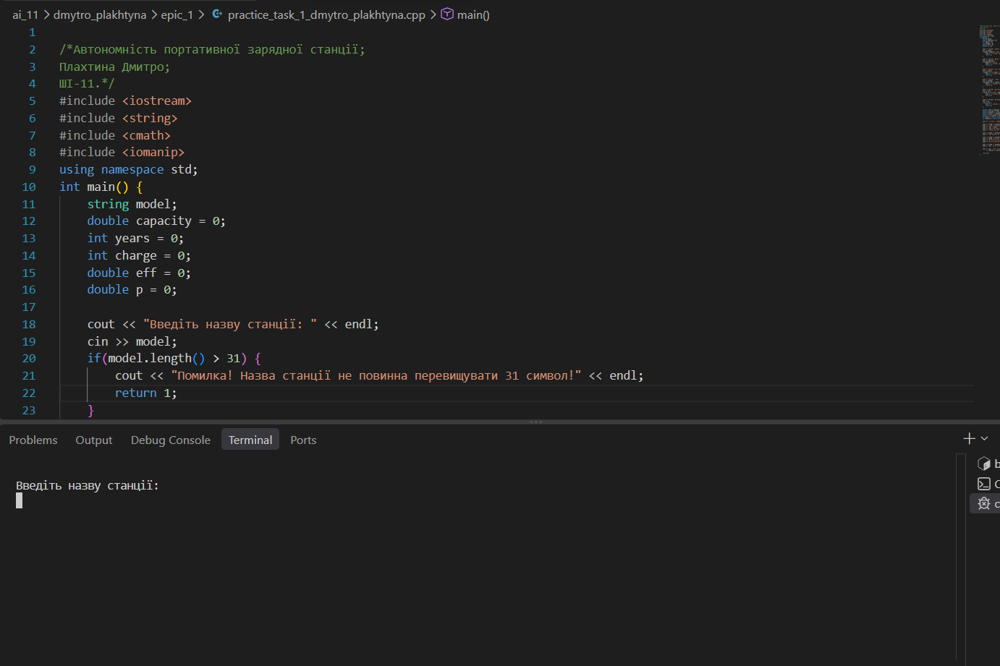 ai_11 > dmytro_plakhtyna > epic_1 > practice_task_1_dmytro_plakhtyna.cpp > main()
1
2 /*Автономність портативної зарядної станції;
3 Плахтина Дмитро;
4 ШІ-11.*/
5 #include <iostream>
6 #include <string>
7 #include <cmath>
8 #include <iomanip>
9 using namespace std;
10 int main() {
11 string model;
12 double capacity = 0;
13 int years = 0;
14 int charge = 0;
15 double eff = 0;
16 double p = 0;
17
18 cout << "Введіть назву станції: " << endl;
19 cin >> model;
20 if(model.length() > 31) {
21 cout << "Помилка! Назва станції не повинна перевищувати 31 символ!" << endl;
22 return 1;
23 }
Problems Output Debug Console Terminal Ports
Введіть назву станції: